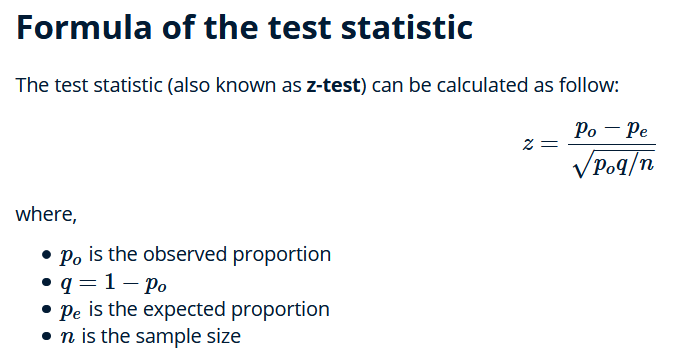 Formula of the test statistic
The test statistic (also known as z-test) can be calculated as follow:
z = \frac{p_o - p_e}{\sqrt{p_o q/n}}
where,
• p_o is the observed proportion
• q = 1 − p_o
• p_e is the expected proportion
• n is the sample size